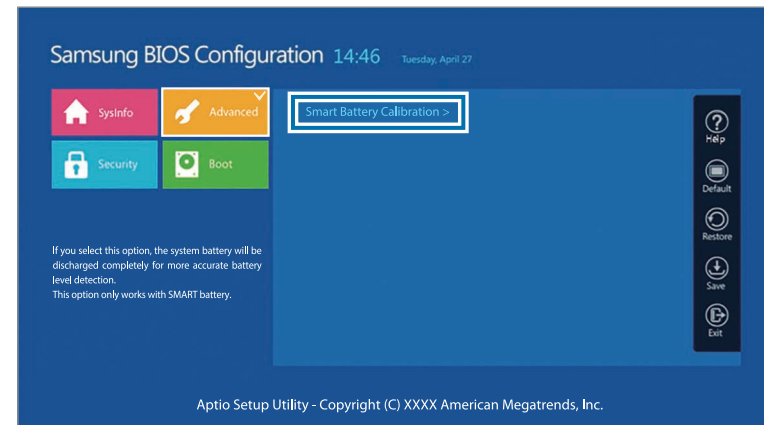 Samsung BIOS Configuration 14:46 Tuesday, April 27
SysInfo
Advanced
Security
Boot
Smart Battery Calibration >
If you select this option, the system battery will be
discharged completely for more accurate battery
level detection.
This option only works with SMART battery.
Help
Default
Restore
Save
Exit
Aptio Setup Utility - Copyright (C) XXXX American Megatrends, Inc.